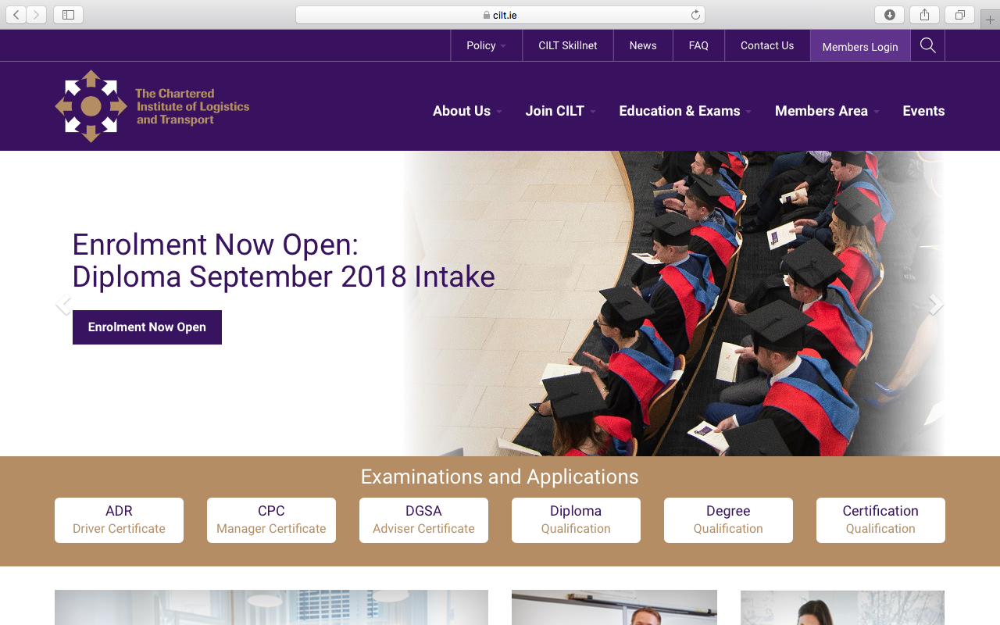 cilt.ie
Policy
CILT Skillnet
News
FAQ
Contact Us
Members Login
The Chartered
Institute of Logistics
and Transport
About Us
Join CILT
Education & Exams
Members Area
Events
Enrolment Now Open:
Diploma September 2018 Intake
Enrolment Now Open
Examinations and Applications
ADR
Driver Certificate
CPC
Manager Certificate
DGSA
Adviser Certificate
Diploma
Qualification
Degree
Qualification
Certification
Qualification